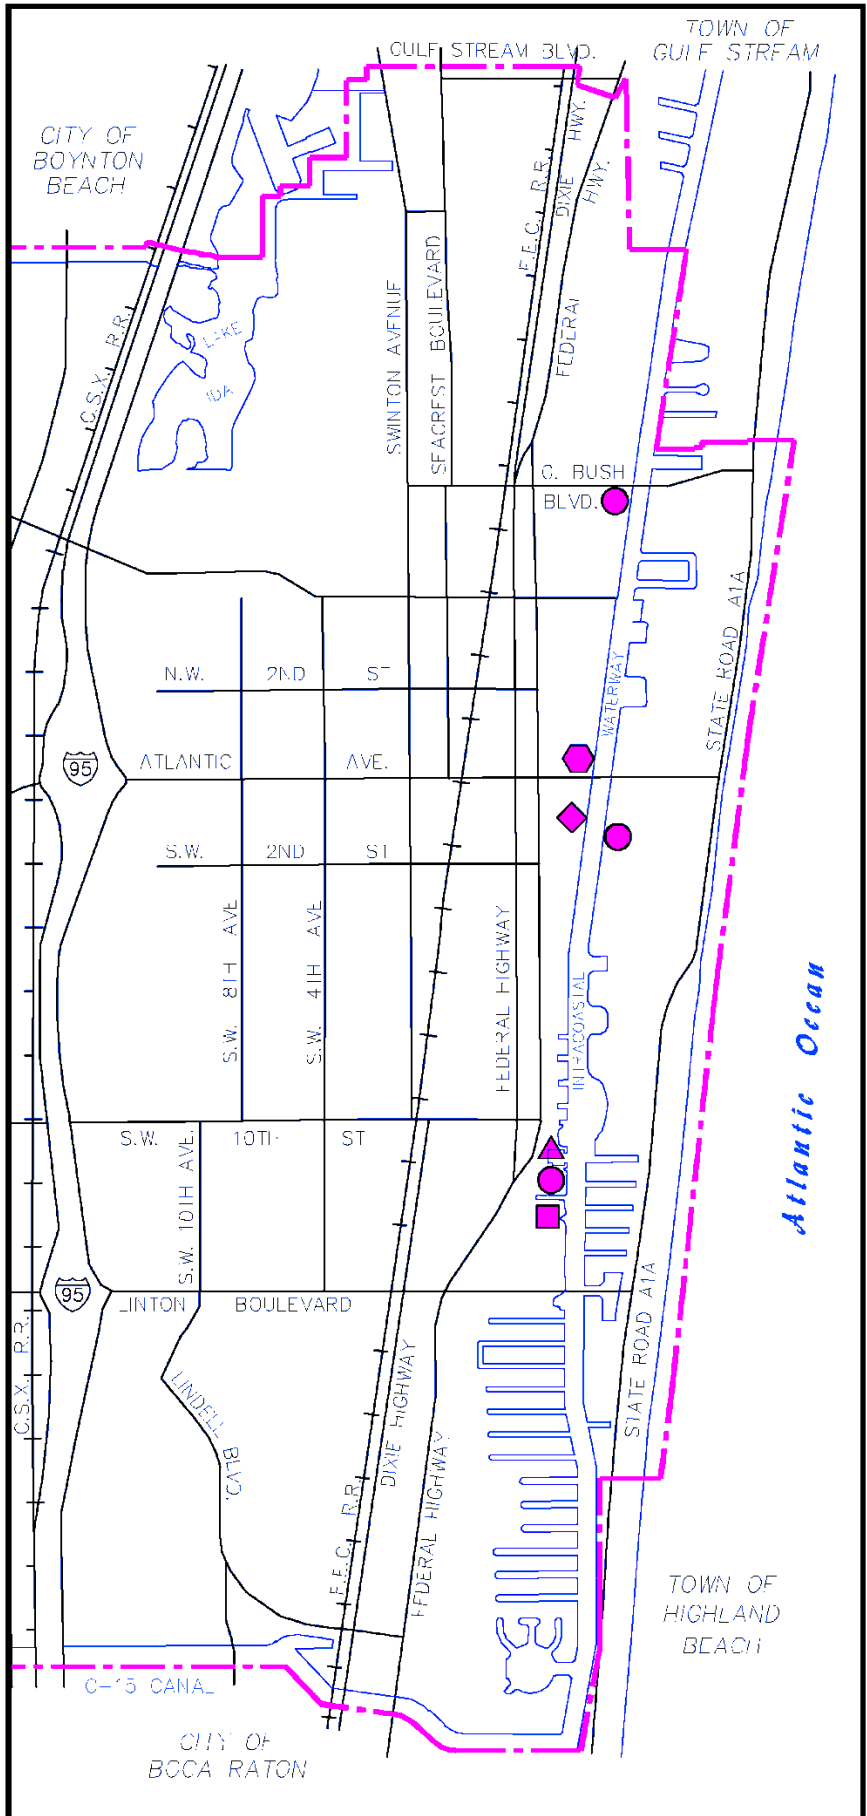 TOWN OF
GULF STREAM
GULF STREAM BLVD.
CITY OF
BOYNTON
BEACH
DIXIE HWY.
F.E.C. R.R.
FEDERAL HWY.
C.S.X. R.R.
LAKE
IDA
SWINTON AVENUE
SEACREST BOULEVARD
G. BUSH
BLVD.
STATE ROAD A1A
N.W. 2ND ST
WATERWAY
95
ATLANTIC AVE.
S.W. 2ND ST
S.W. 8TH AVE
S.W. 4TH AVE
FEDERAL HIGHWAY
INTRACOASTAL
Atlantic Ocean
S.W. 10TH ST
S.W. 10TH AVE.
95
LINTON BOULEVARD
C.S.X. R.R.
STATE ROAD A1A
LINDELL BLVD.
DIXIE HIGHWAY
F.E.C. R.R.
FEDERAL HIGHWAY
TOWN OF
HIGHLAND
BEACH
C-15 CANAL
CITY OF
BOCA RATON